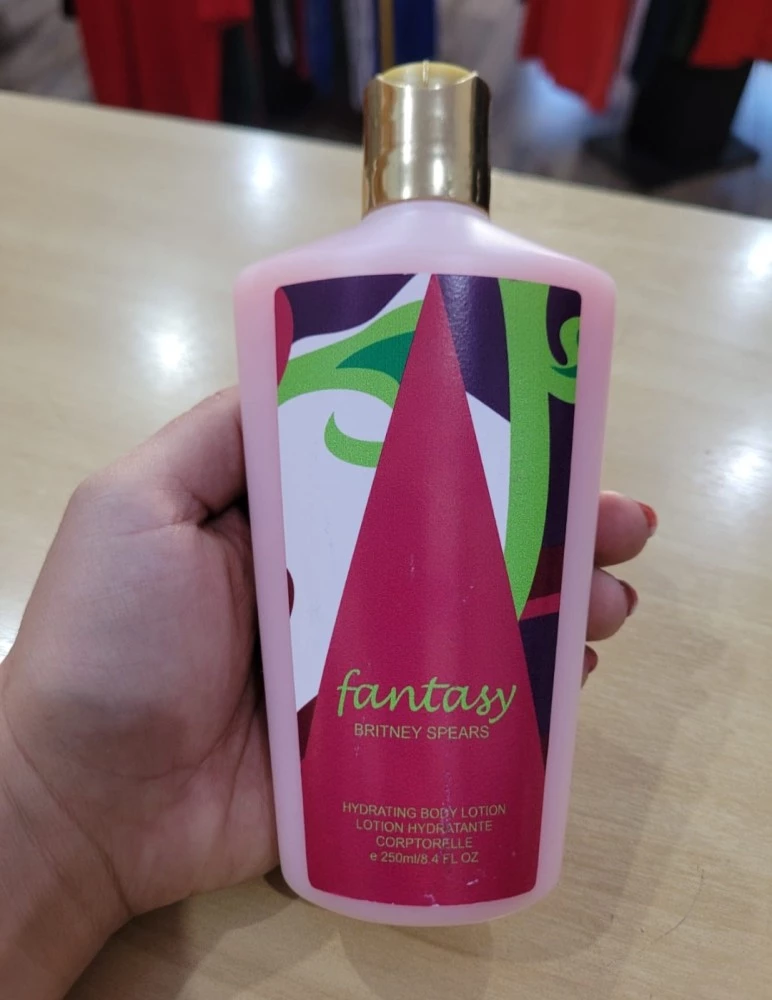 fantasy
BRITNEY SPEARS
HYDRATING BODY LOTION
LOTION HYDRATANTE
CORPTORELLE
e 250ml/8.4 FL OZ